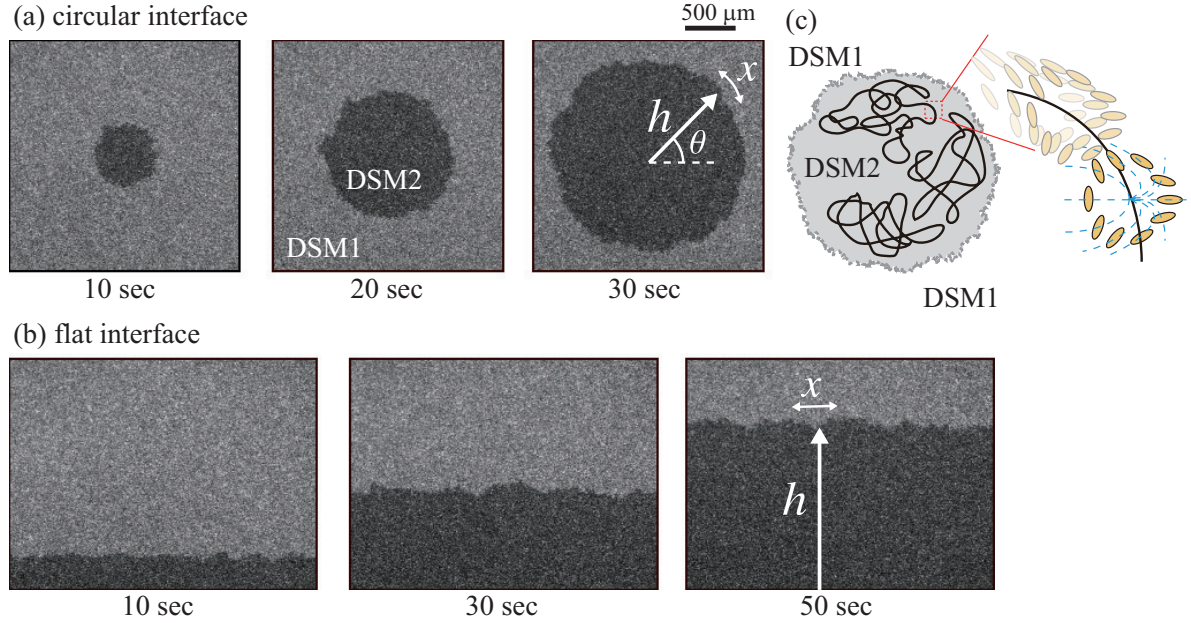 (a) circular interface
500 μm
(c)
DSM1
x
h
θ
DSM2
DSM1
DSM2
DSM1
10 sec
20 sec
30 sec
(b) flat interface
x
h
10 sec
30 sec
50 sec